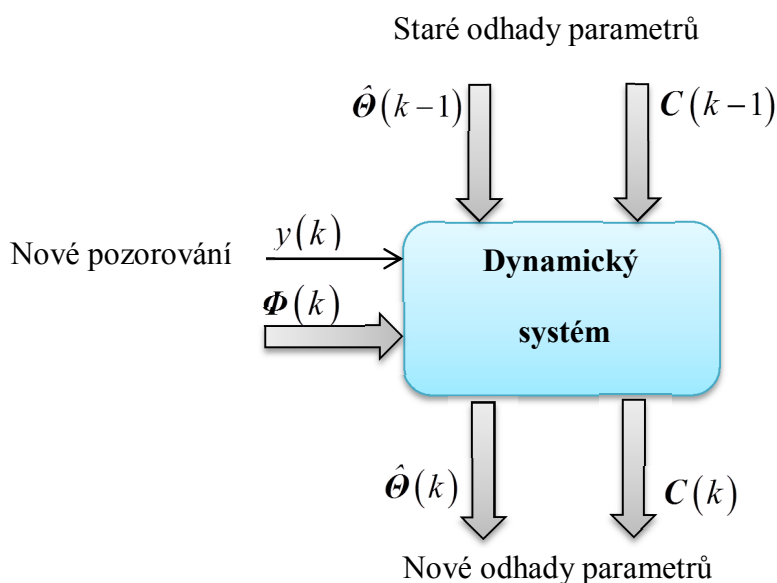 Staré odhady parametrů
Θ̂(k−1)
C(k−1)
Nové pozorování
y(k)
Φ(k)
Dynamický
systém
Θ̂(k)
C(k)
Nové odhady parametrů